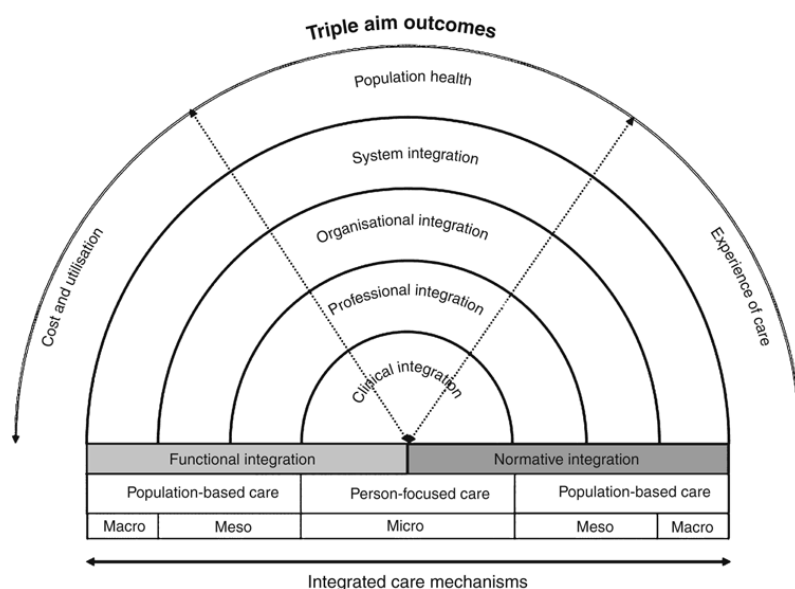 Triple aim outcomes
Population health
System integration
Organisational integration
Professional integration
Clinical integration
Cost and utilisation
Experience of care
Functional integration
Normative integration
Population-based care
Person-focused care
Population-based care
Macro
Meso
Micro
Meso
Macro
Integrated care mechanisms